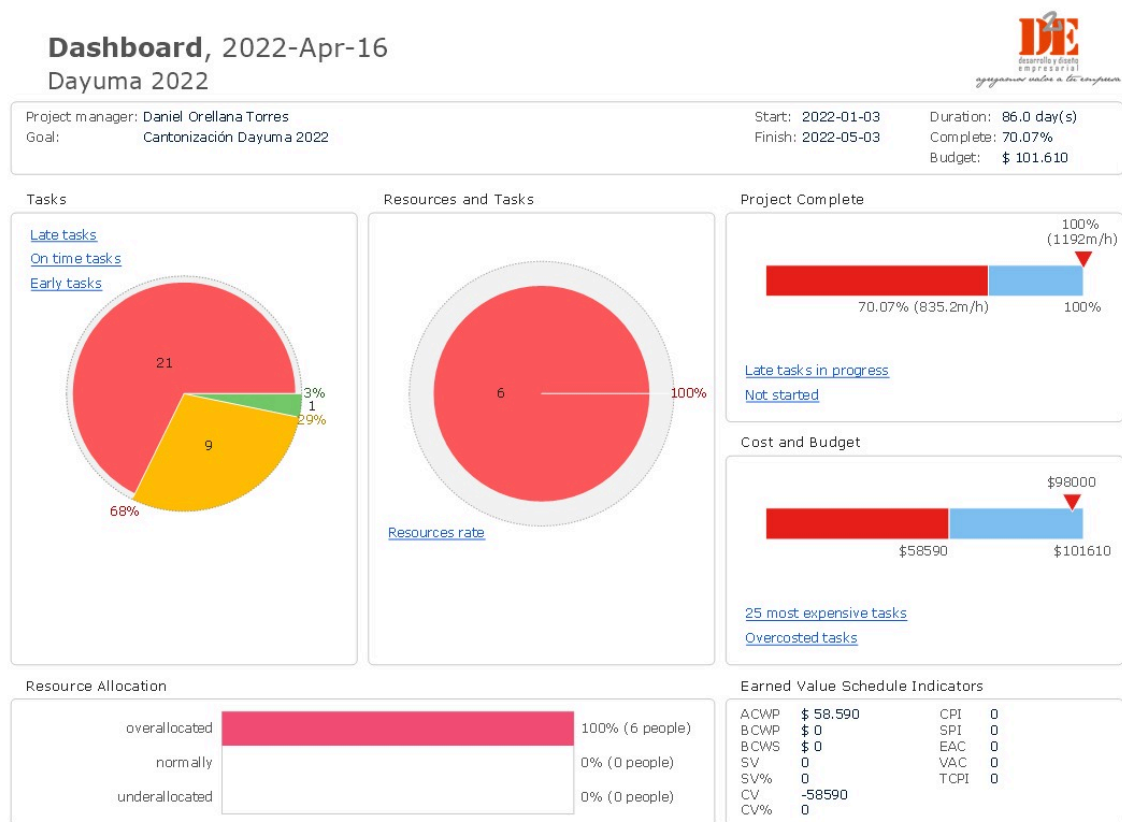 Dashboard, 2022-Apr-16
Dayuma 2022
D2E
desarrollo y diseño
empresarial
agregamos valor a tu empresa
Project manager: Daniel Orellana Torres
Goal: Cantonización Dayuma 2022
Start: 2022-01-03
Finish: 2022-05-03
Duration: 86.0 day(s)
Complete: 70.07%
Budget: $ 101.610
Tasks
Late tasks
On time tasks
Early tasks
21
3%
1
29%
9
68%
Resources and Tasks
6
100%
Resources rate
Project Complete
100%
(1192m/h)
70.07% (835.2m/h)
100%
Late tasks in progress
Not started
Cost and Budget
$98000
$58590
$101610
25 most expensive tasks
Overcosted tasks
Resource Allocation
overallocated 100% (6 people)
normally 0% (0 people)
underallocated 0% (0 people)
Earned Value Schedule Indicators
ACWP $ 58.590 CPI 0
BCWP $ 0 SPI 0
BCWS $ 0 EAC 0
SV 0 VAC 0
SV% 0 TCPI 0
CV -58590
CV% 0